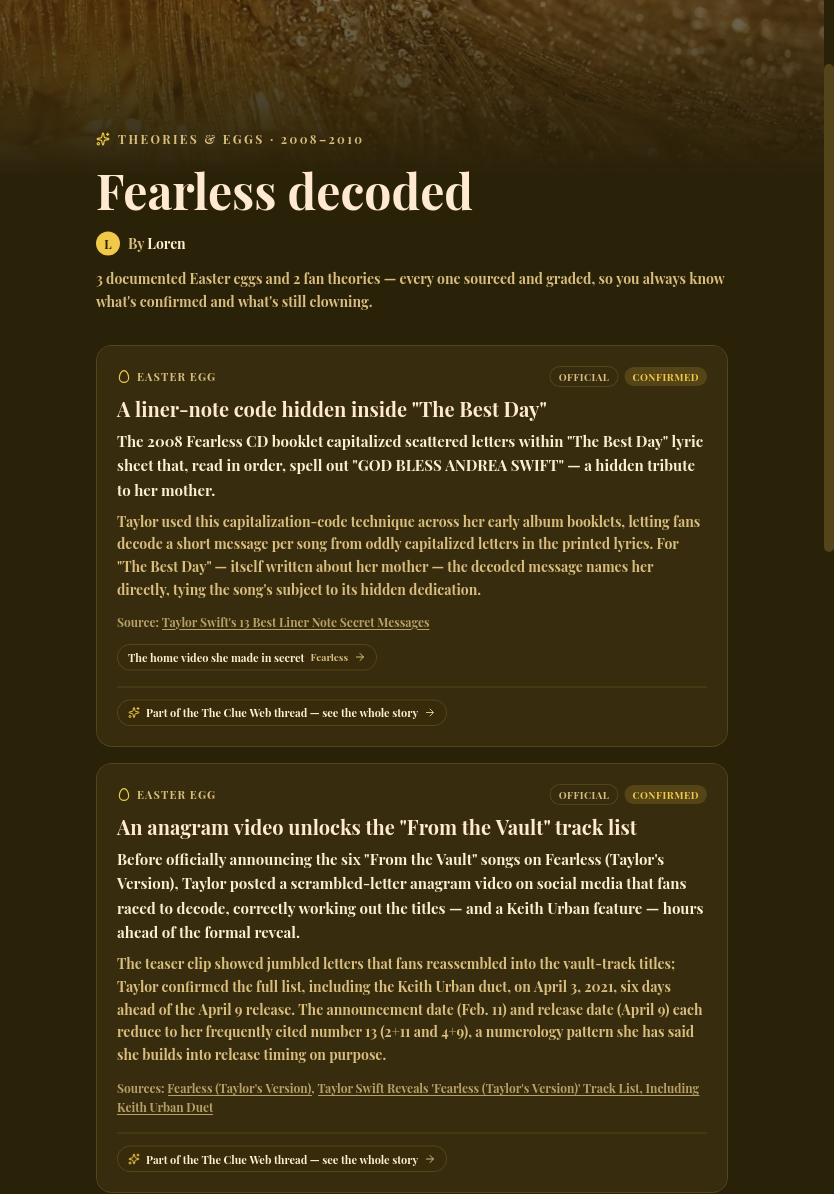 THEORIES & EGGS · 2008–2010
Fearless decoded
L By Loren
3 documented Easter eggs and 2 fan theories — every one sourced and graded, so you always know
what's confirmed and what's still clowning.
EASTER EGG OFFICIAL CONFIRMED
A liner-note code hidden inside "The Best Day"
The 2008 Fearless CD booklet capitalized scattered letters within "The Best Day" lyric
sheet that, read in order, spell out "GOD BLESS ANDREA SWIFT" — a hidden tribute
to her mother.
Taylor used this capitalization-code technique across her early album booklets, letting fans
decode a short message per song from oddly capitalized letters in the printed lyrics. For
"The Best Day" — itself written about her mother — the decoded message names her
directly, tying the song's subject to its hidden dedication.
Source: Taylor Swift's 13 Best Liner Note Secret Messages
The home video she made in secret Fearless →
Part of the The Clue Web thread — see the whole story →
EASTER EGG OFFICIAL CONFIRMED
An anagram video unlocks the "From the Vault" track list
Before officially announcing the six "From the Vault" songs on Fearless (Taylor's
Version), Taylor posted a scrambled-letter anagram video on social media that fans
raced to decode, correctly working out the titles — and a Keith Urban feature — hours
ahead of the formal reveal.
The teaser clip showed jumbled letters that fans reassembled into the vault-track titles;
Taylor confirmed the full list, including the Keith Urban duet, on April 3, 2021, six days
ahead of the April 9 release. The announcement date (Feb. 11) and release date (April 9) each
reduce to her frequently cited number 13 (2+11 and 4+9), a numerology pattern she has said
she builds into release timing on purpose.
Sources: Fearless (Taylor's Version), Taylor Swift Reveals 'Fearless (Taylor's Version)' Track List, Including
Keith Urban Duet
Part of the The Clue Web thread — see the whole story →